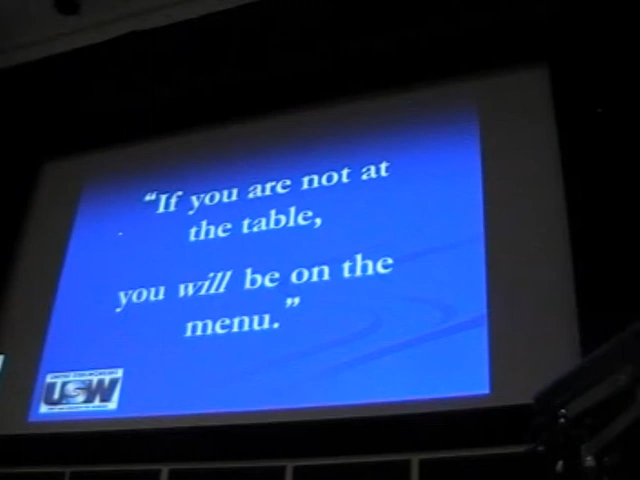 “If you are not at
the table,
you will be on the
menu.”
USW